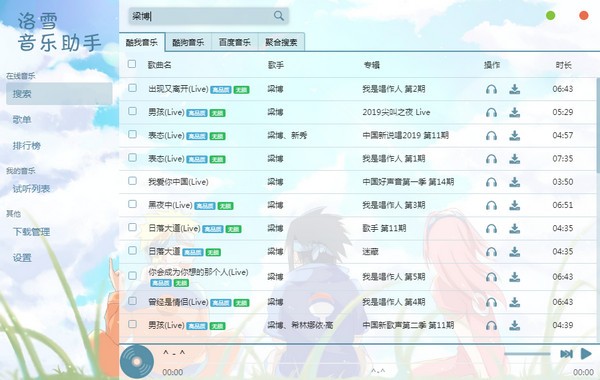 洛雪
音乐助手
梁博
酷我音乐 酷狗音乐 百度音乐 聚合搜索
在线音乐
搜索
歌单
排行榜
我的音乐
试听列表
其他
下载管理
设置
歌曲名 歌手 专辑 操作 时长
出现又离开(Live) 高品质 无损 梁博 我是唱作人 第2期 06:43
男孩(Live) 高品质 无损 梁博 2019尖叫之夜 Live 05:29
表态(Live) 高品质 无损 梁博、新秀 中国新说唱2019 第11期 04:57
表态(Live) 高品质 无损 梁博 我是唱作人 第1期 07:35
我爱你中国(Live) 梁博 中国好声音第一季 第14期 03:50
黑夜中(Live) 高品质 无损 梁博 我是唱作人 第3期 06:51
日落大道(Live) 高品质 无损 梁博 歌手 第11期 04:35
日落大道 高品质 无损 梁博 迷藏 04:35
你会成为你想的那个人(Live)
高品质 无损 梁博 我是唱作人 第5期 06:43
曾经是情侣(Live) 高品质 无损 梁博 我是唱作人 第4期 06:43
男孩(Live) 高品质 无损 梁博、希林娜依·高 中国新歌声第二季 第11期 04:39
^ - ^
00:00 ^-^ 00:00